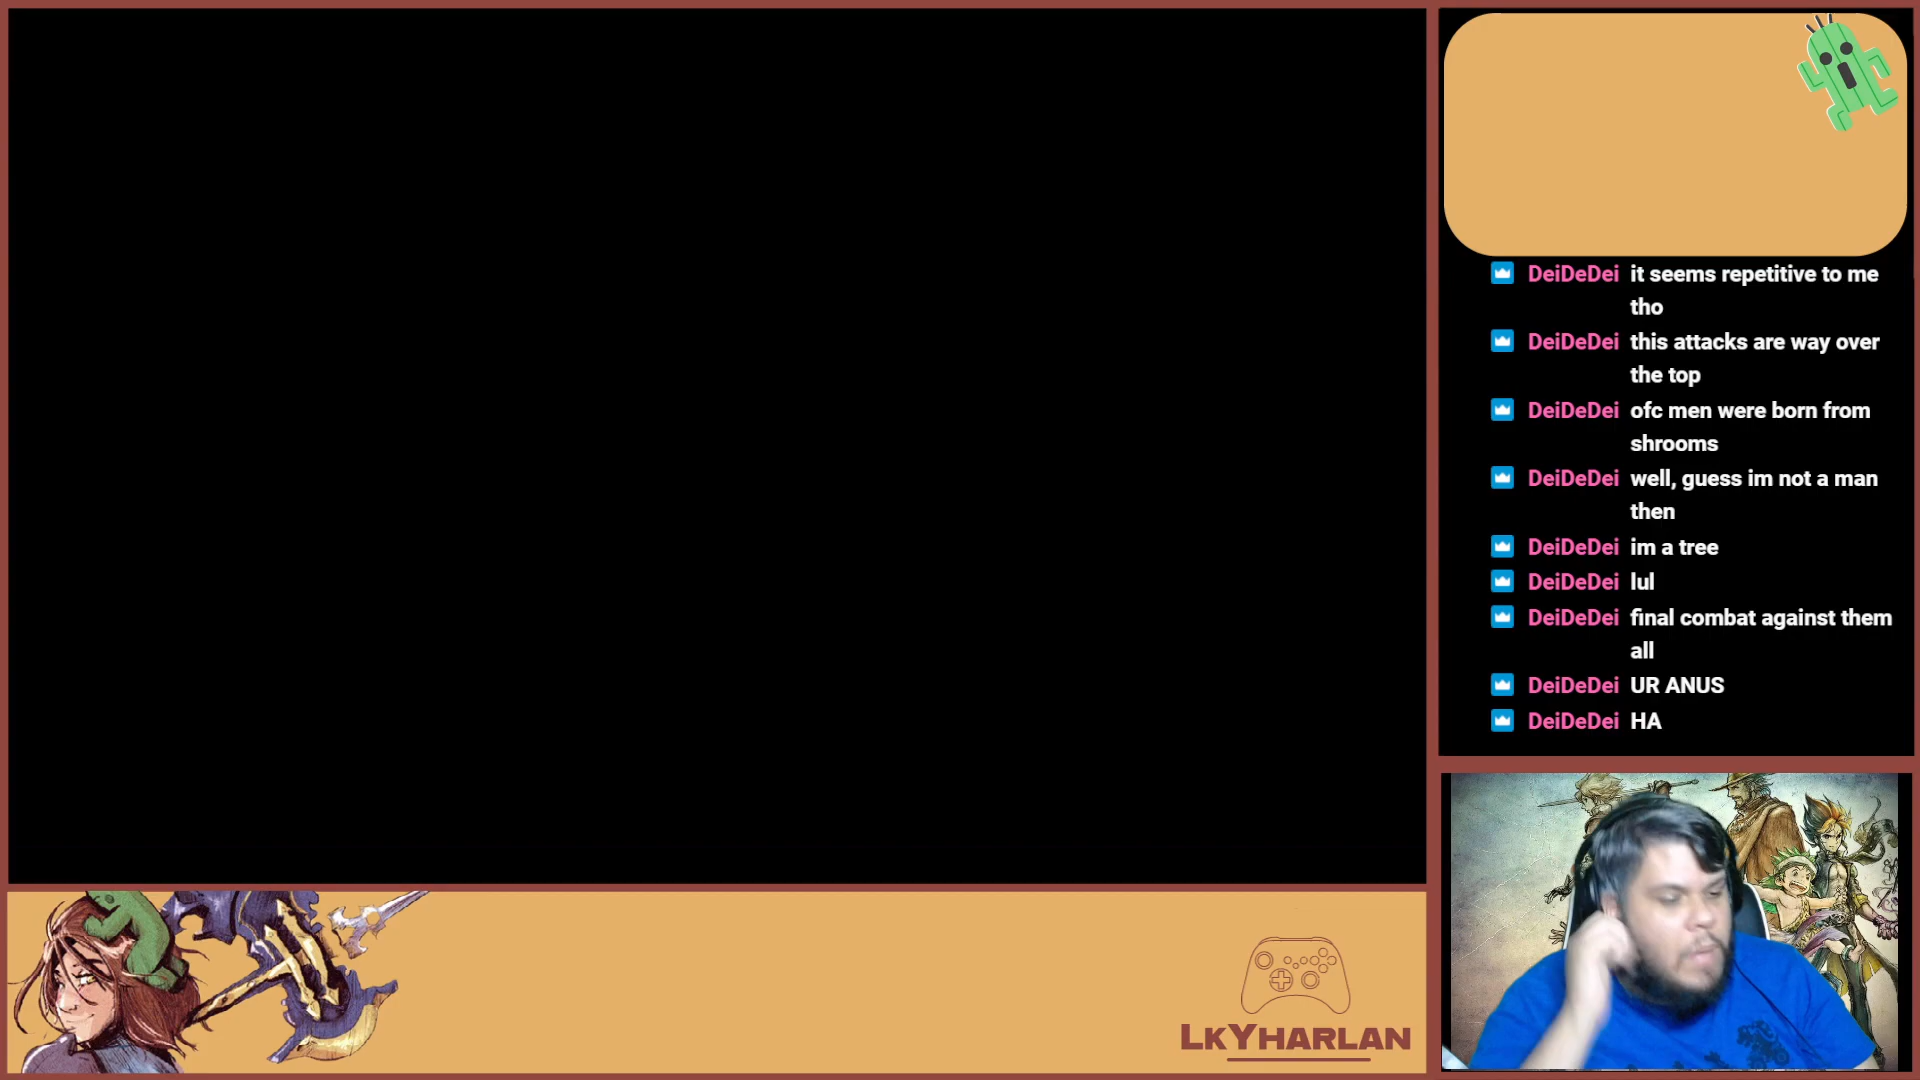 DeiDeDei it seems repetitive to me
tho
DeiDeDei this attacks are way over
the top
DeiDeDei ofc men were born from
shrooms
DeiDeDei well, guess im not a man
then
DeiDeDei im a tree
DeiDeDei lul
DeiDeDei final combat against them
all
DeiDeDei UR ANUS
DeiDeDei HA
LKYHARLAN